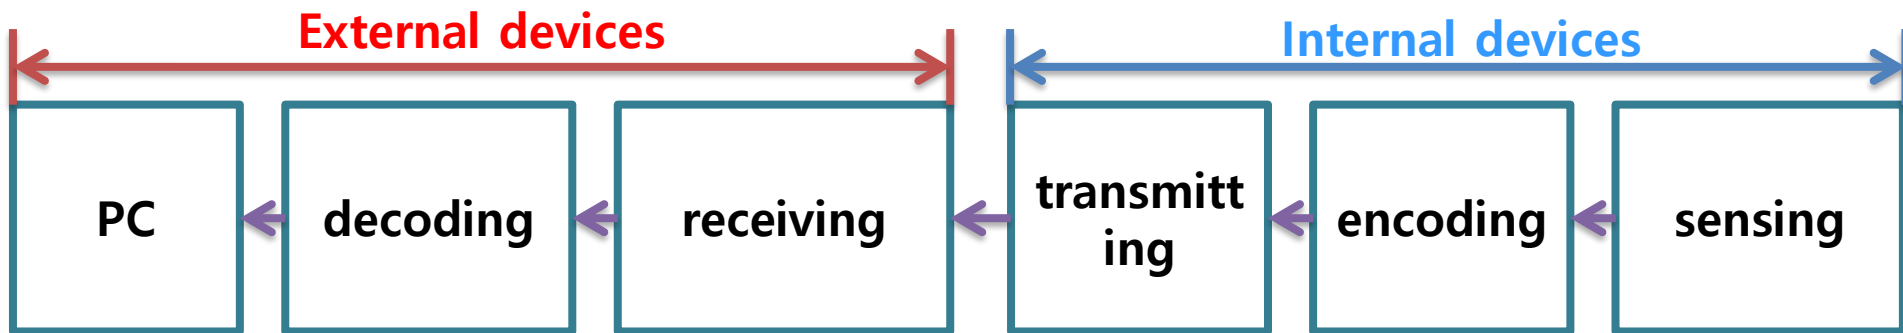 External devices
Internal devices
PC
decoding
receiving
transmitt
ing
encoding
sensing